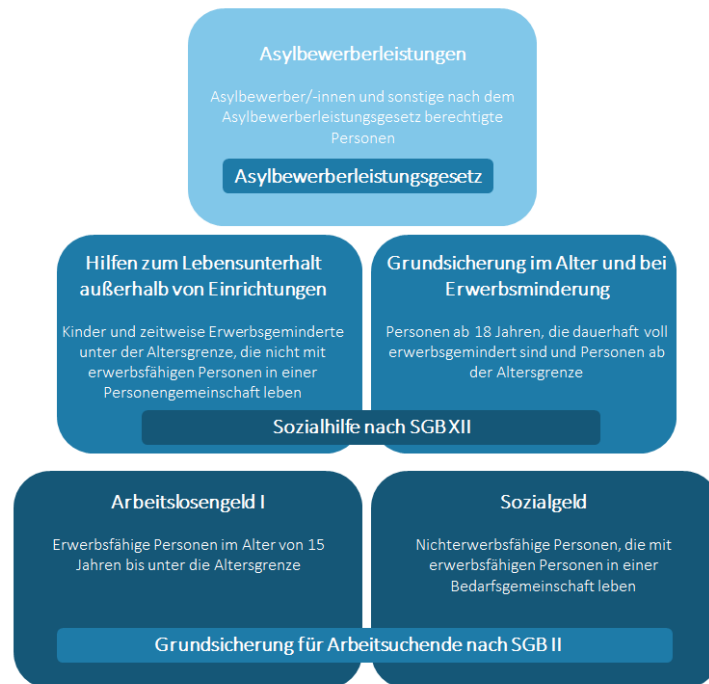 Asylbewerberleistungen
Asylbewerber/-innen und sonstige nach dem
Asylbewerberleistungsgesetz berechtigte
Personen
Asylbewerberleistungsgesetz
Hilfen zum Lebensunterhalt
außerhalb von Einrichtungen
Kinder und zeitweise Erwerbsgeminderte
unter der Altersgrenze, die nicht mit
erwerbsfähigen Personen in einer
Personengemeinschaft leben
Grundsicherung im Alter und bei
Erwerbsminderung
Personen ab 18 Jahren, die dauerhaft voll
erwerbsgemindert sind und Personen ab
der Altersgrenze
Sozialhilfe nach SGB XII
Arbeitslosengeld I
Erwerbsfähige Personen im Alter von 15
Jahren bis unter die Altersgrenze
Sozialgeld
Nichterwerbsfähige Personen, die mit
erwerbsfähigen Personen in einer
Bedarfsgemeinschaft leben
Grundsicherung für Arbeitsuchende nach SGB II